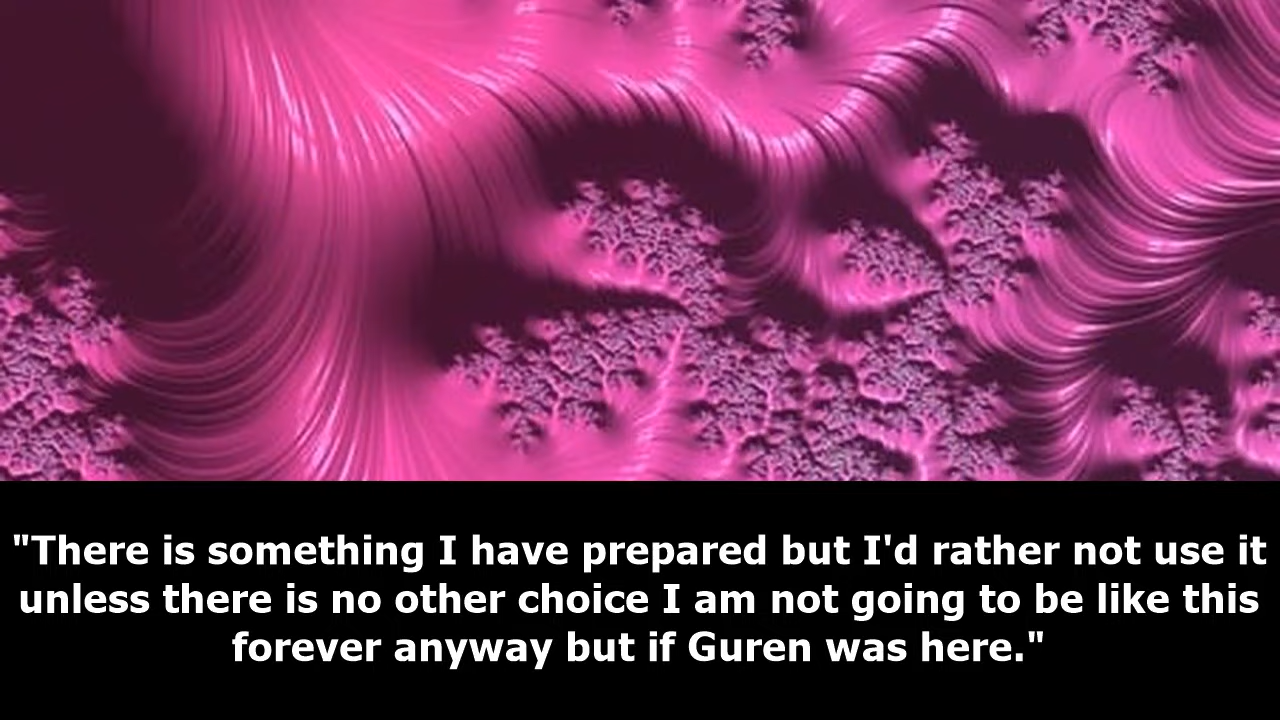 "There is something I have prepared but I'd rather not use it
unless there is no other choice I am not going to be like this
forever anyway but if Guren was here."